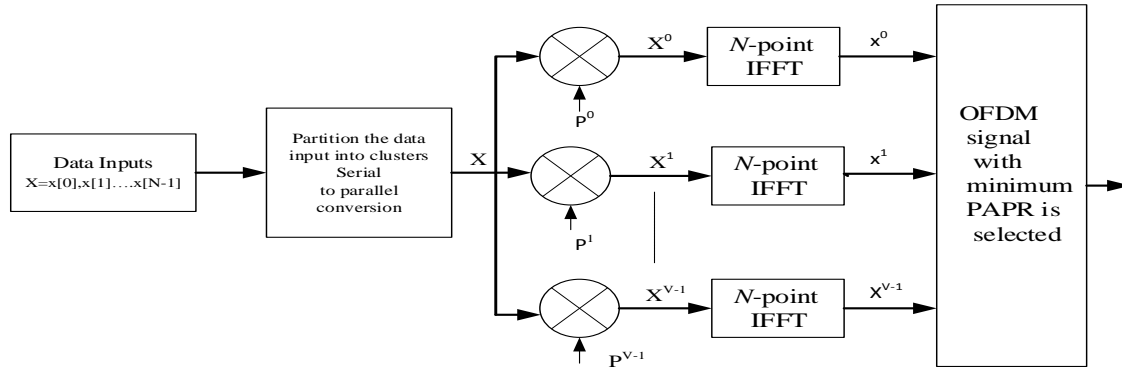 Data Inputs
X=x[0],x[1]….x[N-1]
Partition the data
input into clusters
Serial
to parallel
conversion
X
P⁰
X⁰
N-point
IFFT
x⁰
P¹
X¹
N-point
IFFT
x¹
P^{V-1}
X^{V-1}
N-point
IFFT
x^{V-1}
OFDM
signal
with
minimum
PAPR is
selected